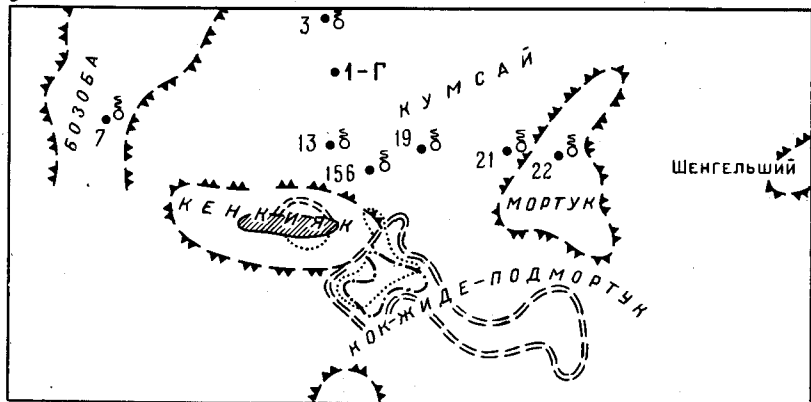 3 δ
1-Г
КУМСАЙ
БОЗОБА
7 δ
13 δ
19 δ
156 δ
21 δ
22 δ
Шенгельший
КЕНКИЯК
МОРТУК
КОК-ЖИДЕ-ПОДМОРТУК